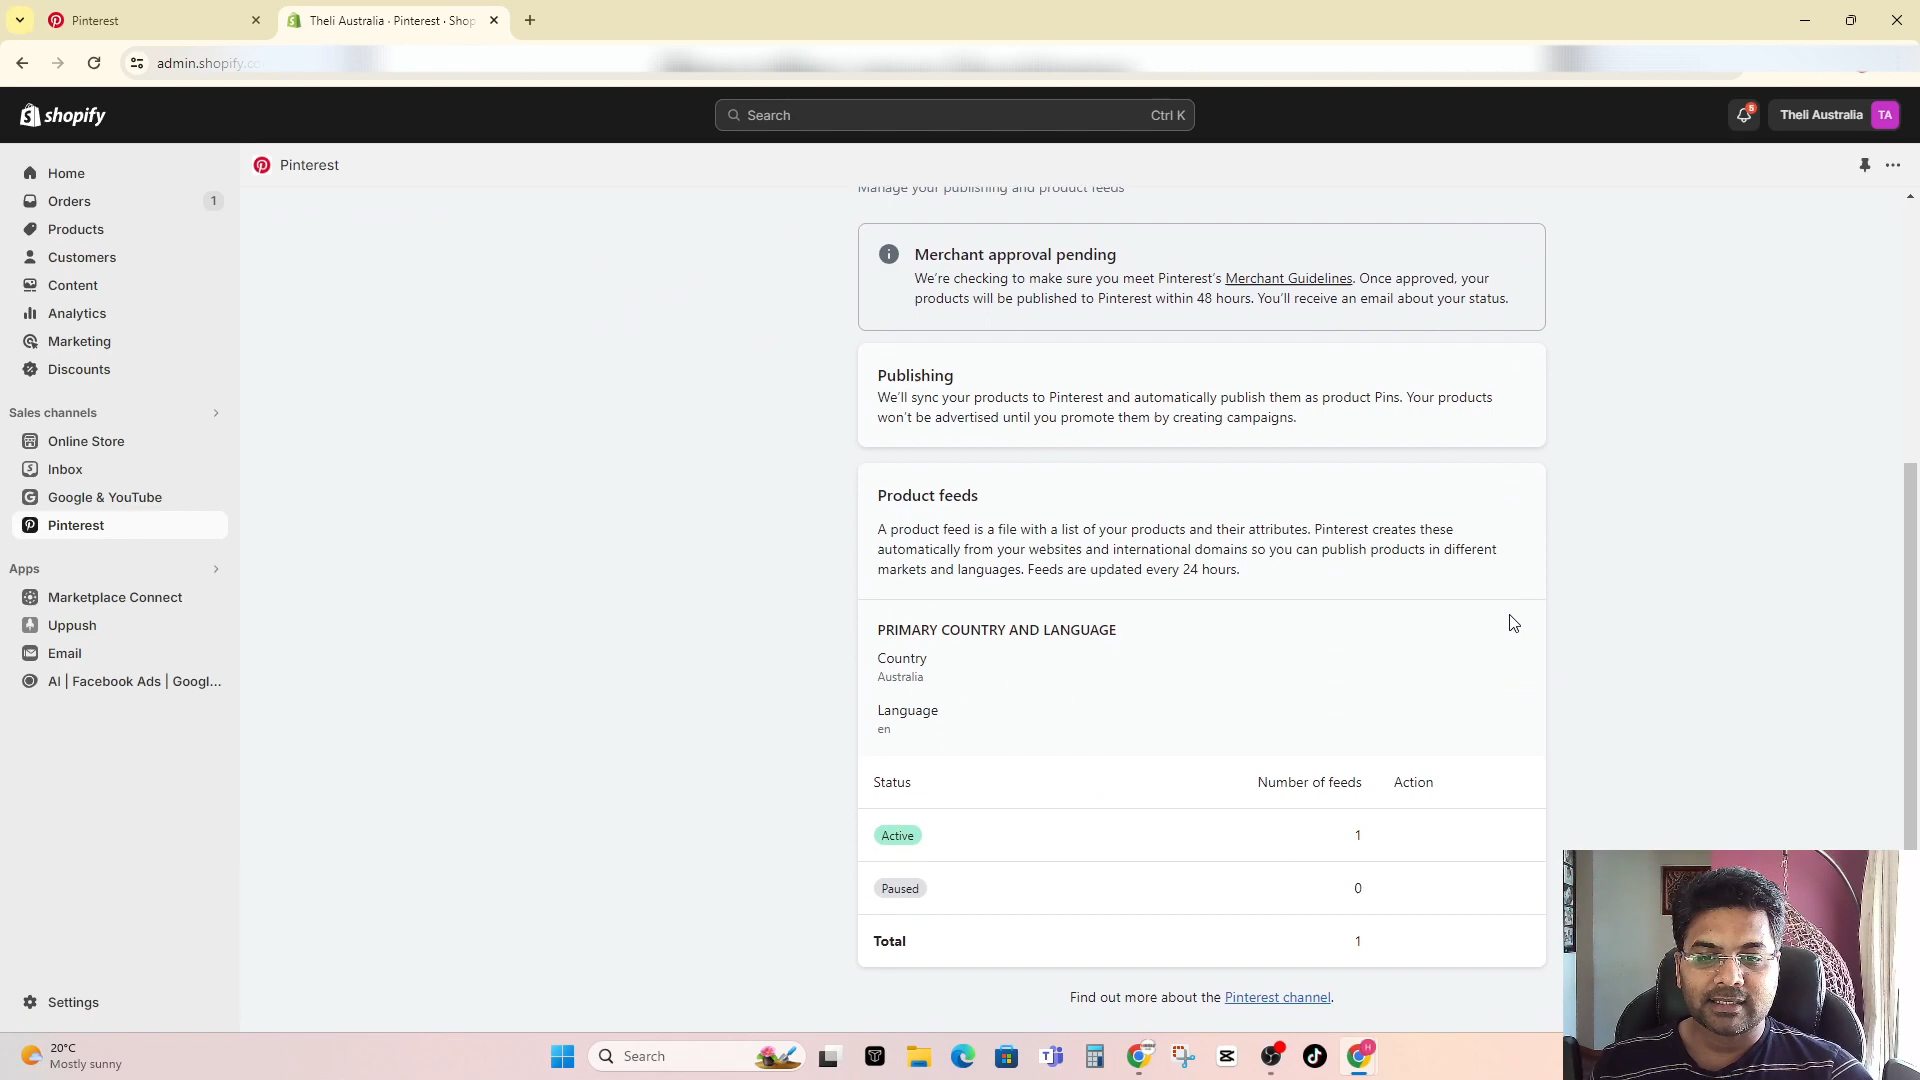 Pinterest
Theli Australia · Pinterest · Shop
admin.shopify.co
shopify
Search
Ctrl K
5
Theli Australia
TA
Home
Orders
1
Products
Customers
Content
Analytics
Marketing
Discounts
Sales channels
Online Store
Inbox
Google & YouTube
Pinterest
Apps
Marketplace Connect
Uppush
Email
AI | Facebook Ads | Googl...
Settings
Pinterest
Manage your publishing and product feeds
Merchant approval pending
We're checking to make sure you meet Pinterest's Merchant Guidelines. Once approved, your
products will be published to Pinterest within 48 hours. You'll receive an email about your status.
Publishing
We'll sync your products to Pinterest and automatically publish them as product Pins. Your products
won't be advertised until you promote them by creating campaigns.
Product feeds
A product feed is a file with a list of your products and their attributes. Pinterest creates these
automatically from your websites and international domains so you can publish products in different
markets and languages. Feeds are updated every 24 hours.
PRIMARY COUNTRY AND LANGUAGE
Country
Australia
Language
en
Status Number of feeds Action
Active 1
Paused 0
Total 1
Find out more about the Pinterest channel.
20°C
Mostly sunny
Search
H